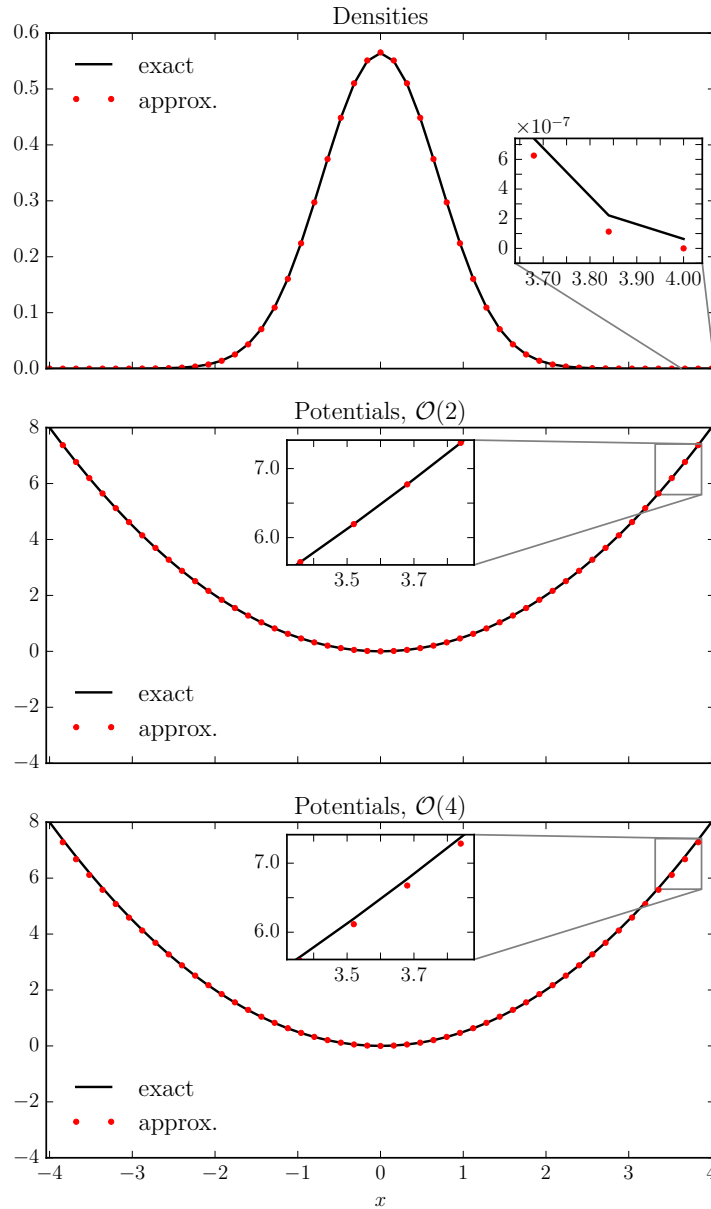 Densities
0.6
0.5
0.4
0.3
0.2
0.1
0.0
exact
approx.
×10⁻⁷
6
4
2
0
3.70 3.80 3.90 4.00
Potentials, 𝒪(2)
8
6
4
2
0
−2
−4
7.0
6.0
3.5 3.7
exact
approx.
Potentials, 𝒪(4)
8
6
4
2
0
−2
−4
7.0
6.0
3.5 3.7
exact
approx.
−4 −3 −2 −1 0 1 2 3 4
x